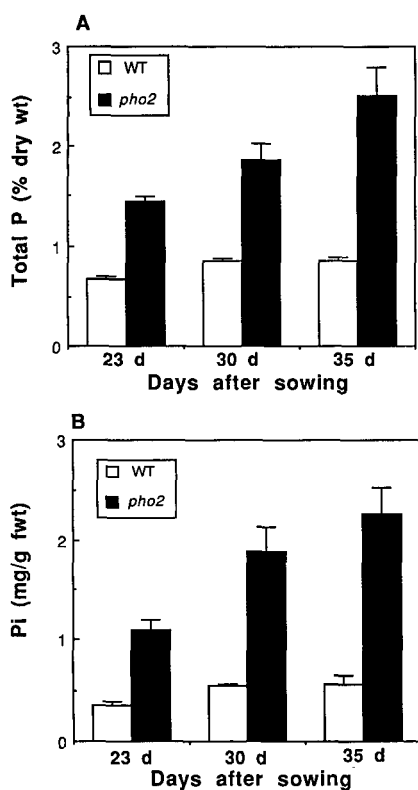 A
3
2
1
0
Total P (% dry wt)
WT
pho2
23 d
30 d
35 d
Days after sowing
B
3
2
1
0
Pi (mg/g fwt)
WT
pho2
23 d
30 d
35 d
Days after sowing